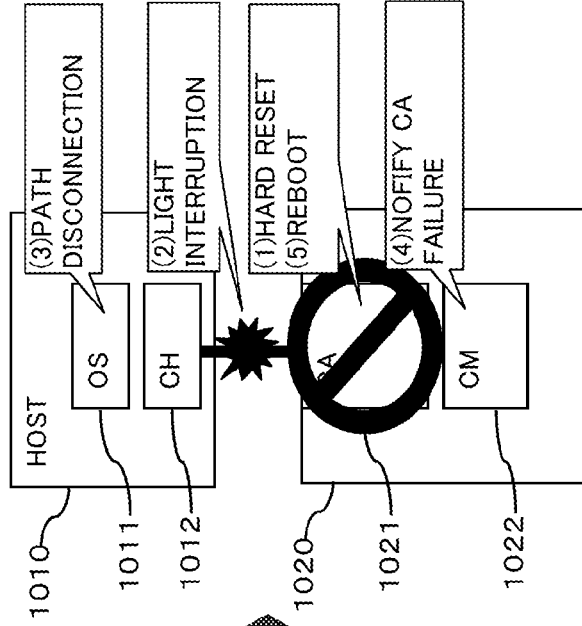 HOST
OS
CH
(3)PATH
DISCONNECTION
(2)LIGHT
INTERRUPTION
(1)HARD RESET
(5)REBOOT
(4)NOFIFY CA
FAILURE
CM
1010
1011
1012
1020
1021
1022